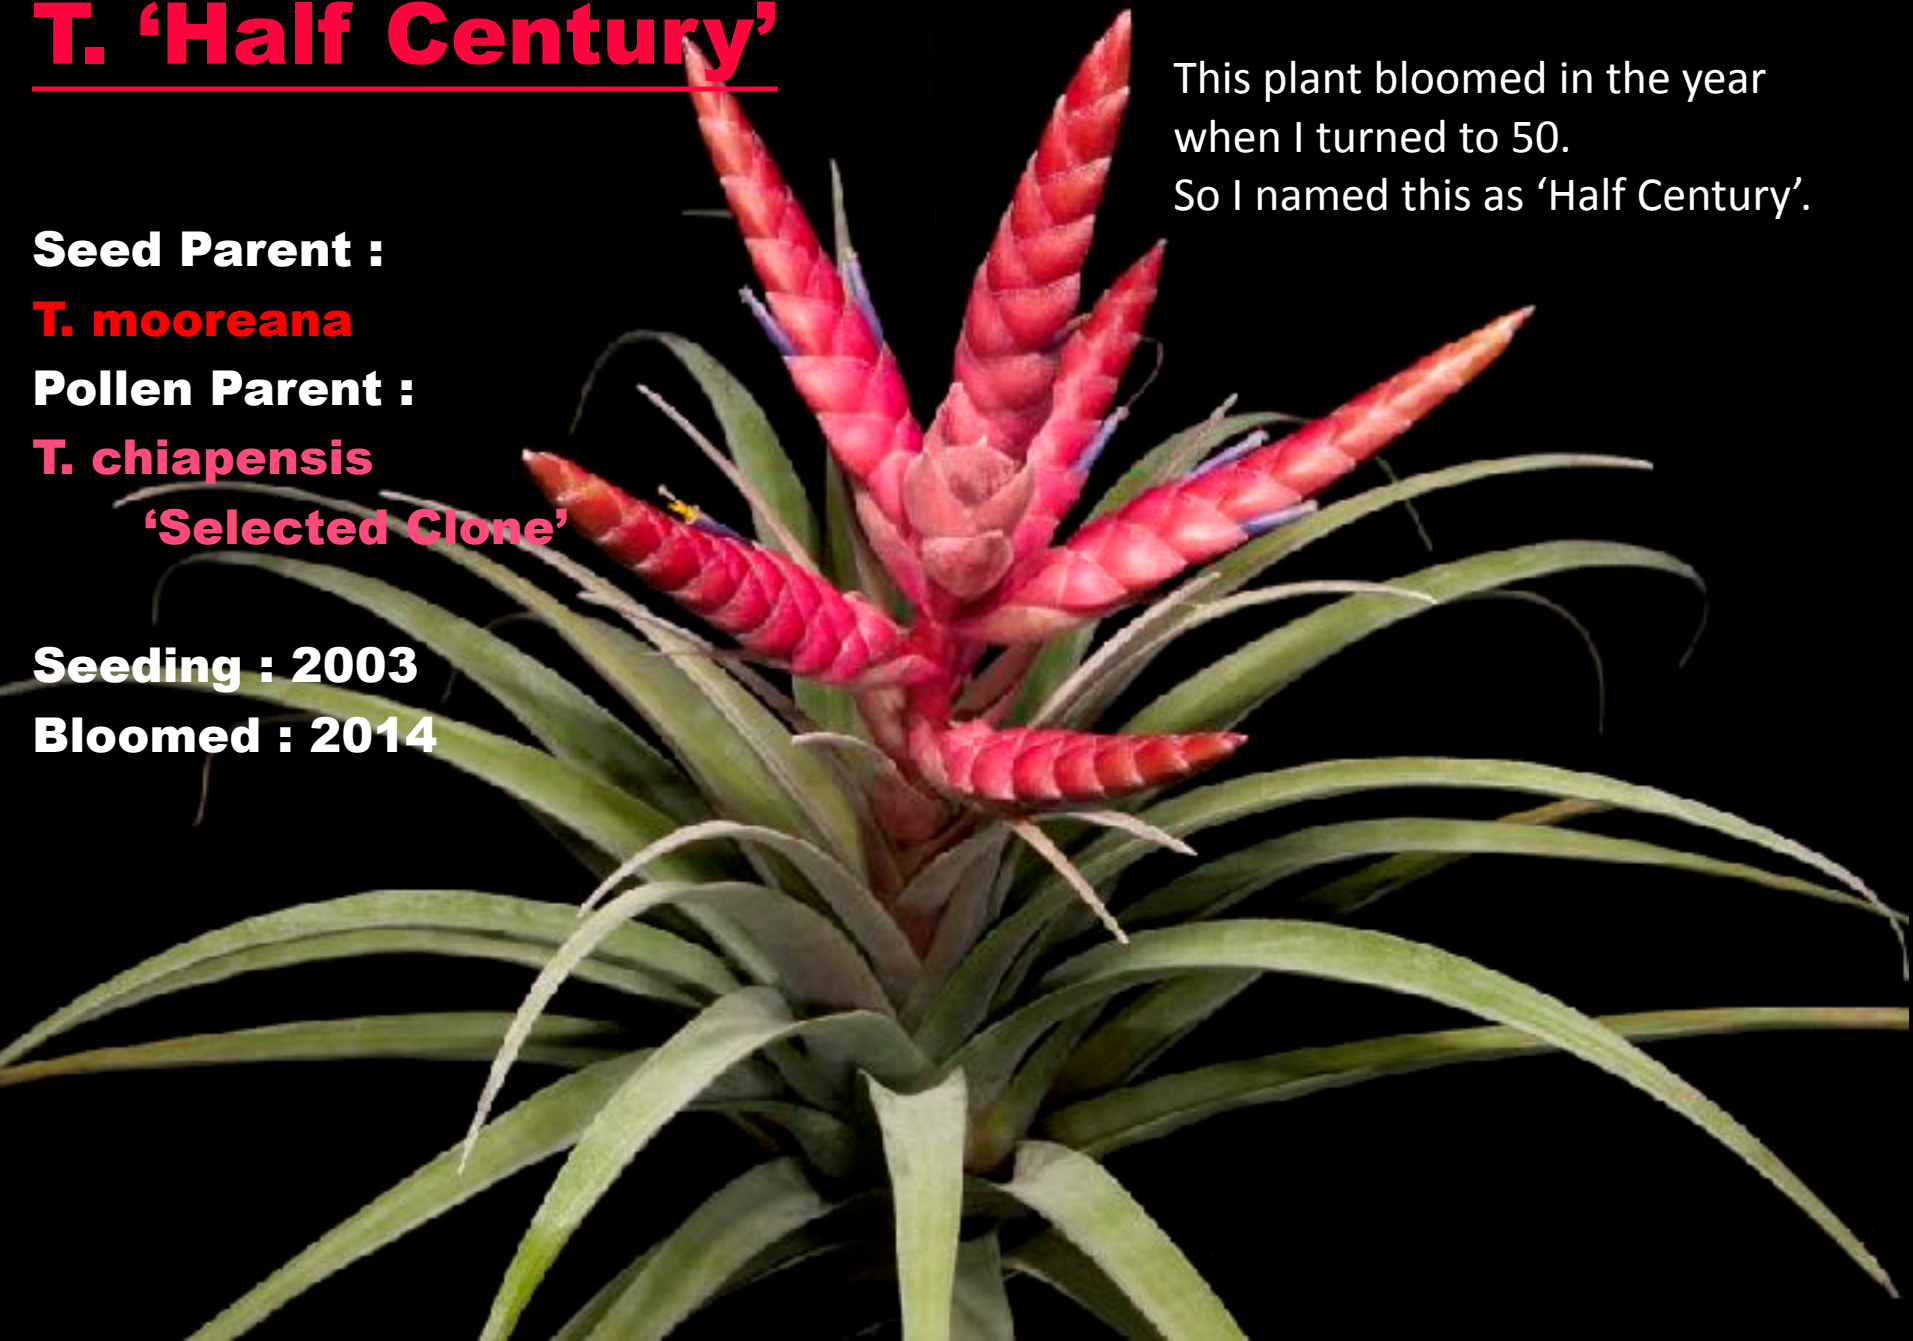 T. ‘Half Century’
This plant bloomed in the year
when I turned to 50.
So I named this as ‘Half Century’.
Seed Parent :
T. mooreana
Pollen Parent :
T. chiapensis
‘Selected Clone’
Seeding : 2003
Bloomed : 2014